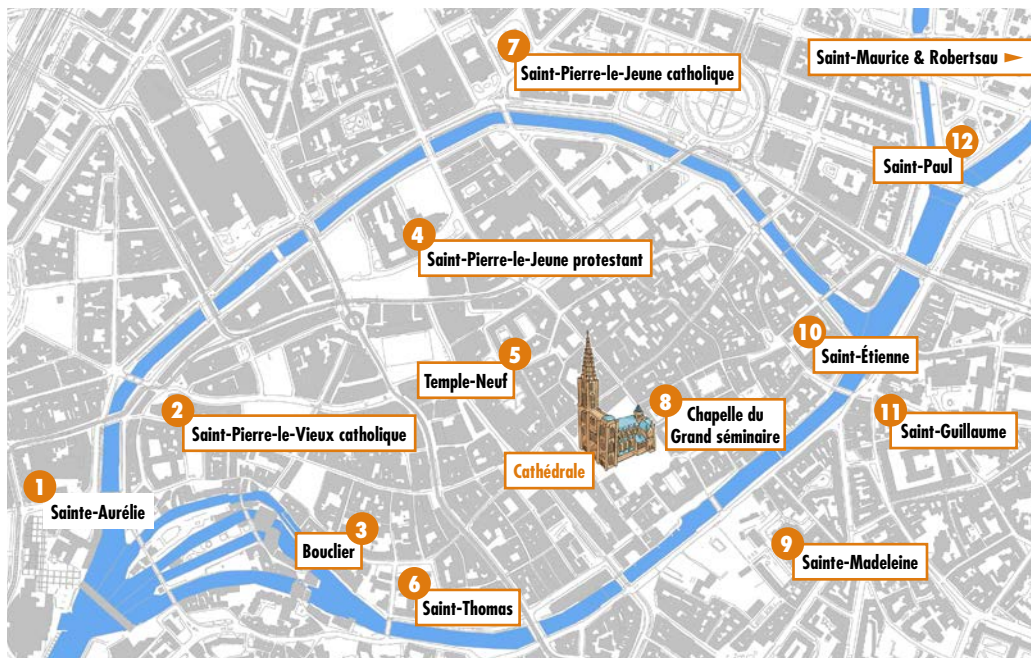 7
Saint-Pierre-le-Jeune catholique
Saint-Maurice & Robertsau
12
Saint-Paul
4
Saint-Pierre-le-Jeune protestant
5
Temple-Neuf
10
Saint-Étienne
2
Saint-Pierre-le-Vieux catholique
8
Chapelle du
Grand séminaire
11
Saint-Guillaume
Cathédrale
1
Sainte-Aurélie
3
Bouclier
9
Sainte-Madeleine
6
Saint-Thomas